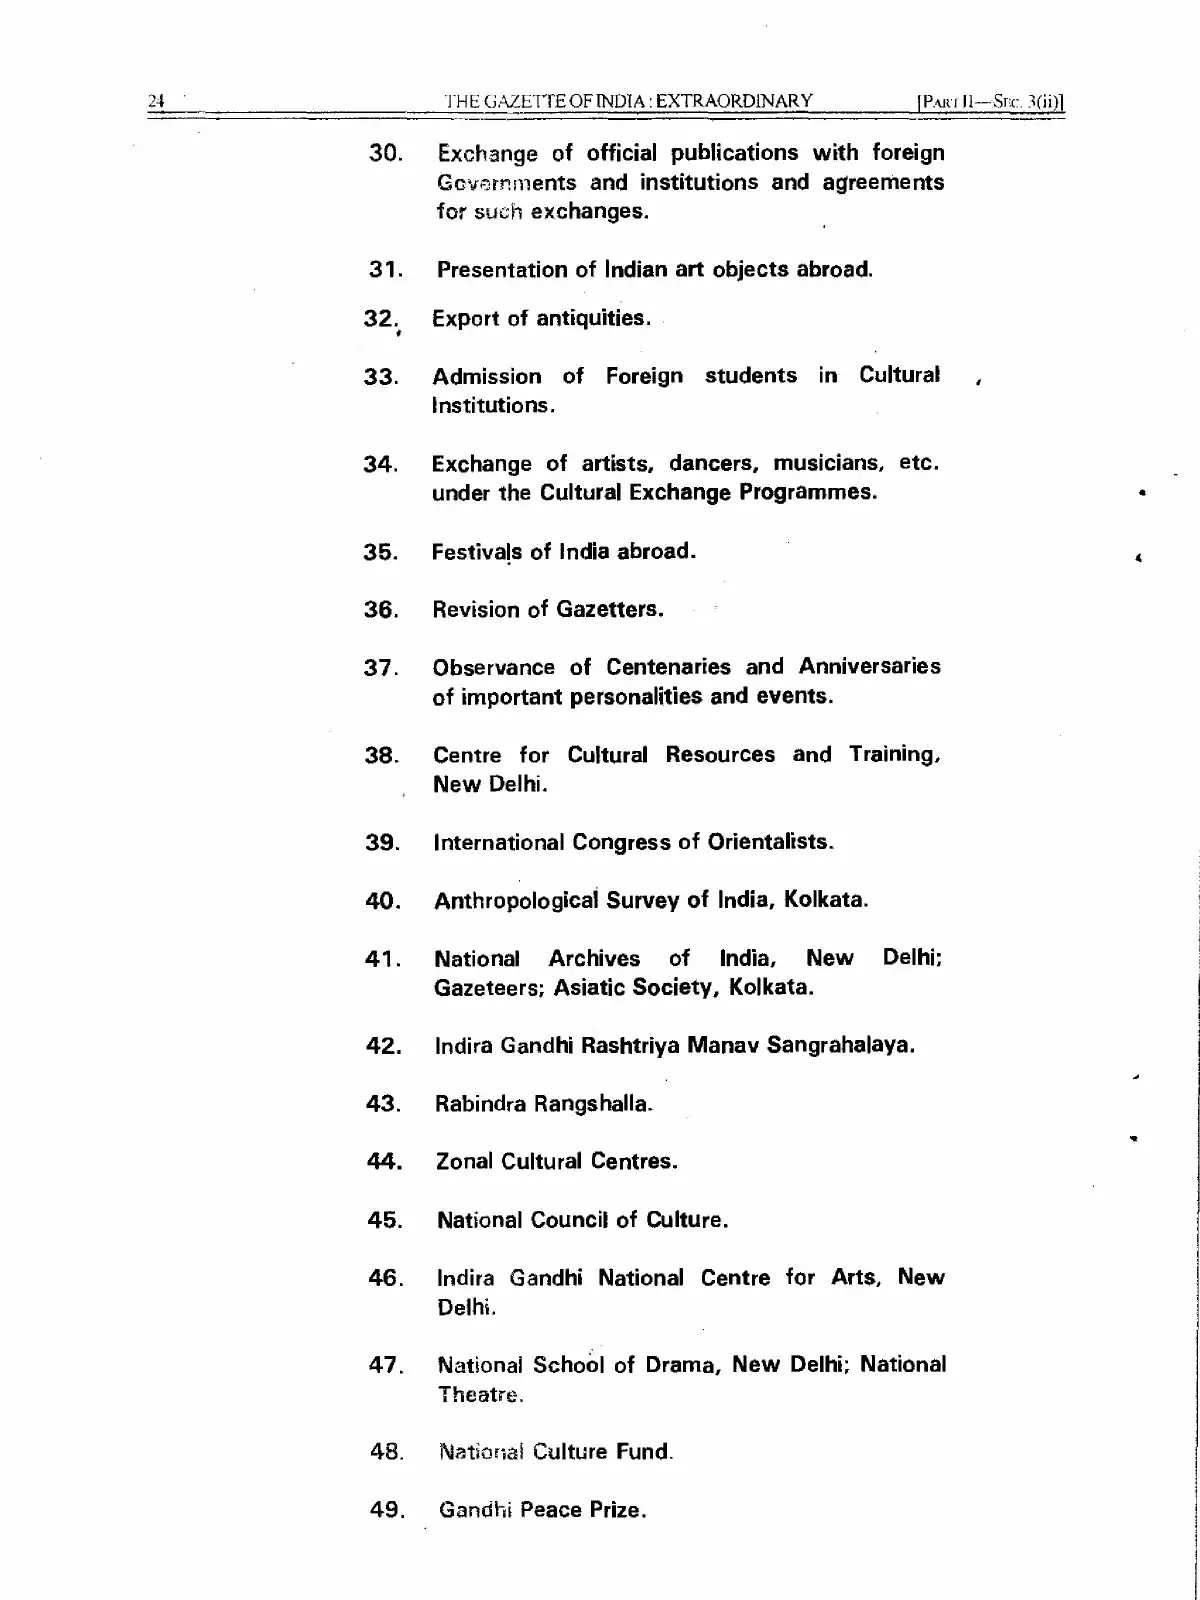 24 THE GAZETTE OF INDIA : EXTRAORDINARY [PART II—SEC. 3(ii)]
30. Exchange of official publications with foreign
Governments and institutions and agreements
for such exchanges.
31. Presentation of Indian art objects abroad.
32. Export of antiquities.
33. Admission of Foreign students in Cultural
Institutions.
34. Exchange of artists, dancers, musicians, etc.
under the Cultural Exchange Programmes.
35. Festivals of India abroad.
36. Revision of Gazetters.
37. Observance of Centenaries and Anniversaries
of important personalities and events.
38. Centre for Cultural Resources and Training,
New Delhi.
39. International Congress of Orientalists.
40. Anthropological Survey of India, Kolkata.
41. National Archives of India, New Delhi;
Gazeteers; Asiatic Society, Kolkata.
42. Indira Gandhi Rashtriya Manav Sangrahalaya.
43. Rabindra Rangshalla.
44. Zonal Cultural Centres.
45. National Council of Culture.
46. Indira Gandhi National Centre for Arts, New
Delhi.
47. National School of Drama, New Delhi; National
Theatre.
48. National Culture Fund.
49. Gandhi Peace Prize.